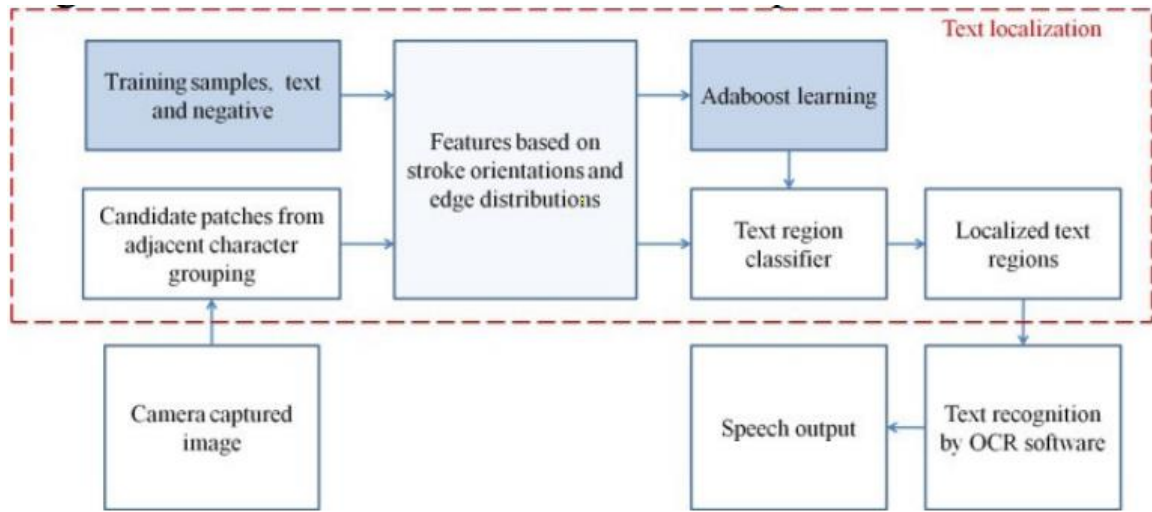 Text localization
Training samples, text
and negative
Features based on
stroke orientations and
edge distributions
Adaboost learning
Candidate patches from
adjacent character
grouping
Text region
classifier
Localized text
regions
Camera captured
image
Speech output
Text recognition
by OCR software